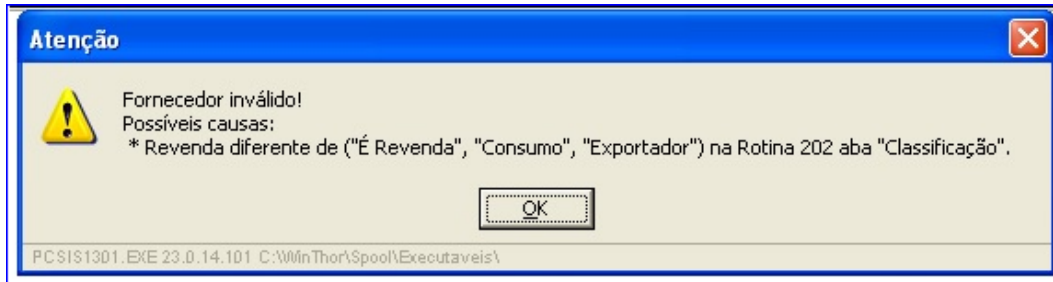 Atenção
Fornecedor inválido!
Possíveis causas:
* Revenda diferente de ("É Revenda", "Consumo", "Exportador") na Rotina 202 aba "Classificação".
OK
PCSIS1301.EXE 23.0.14.101 C:\WinThor\Spool\Executaveis\